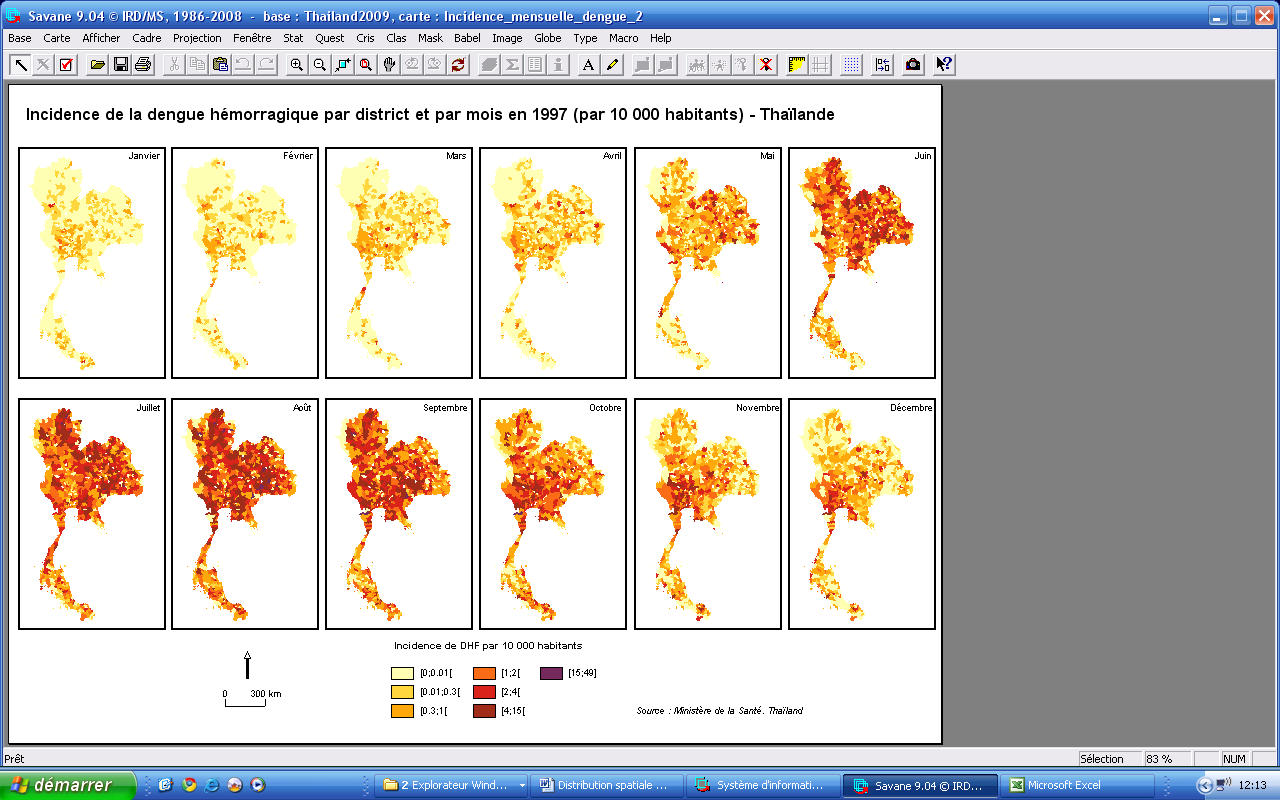 Savane 9.04 © IRD/MS, 1986-2008 - base : Thailand2009, carte : Incidence_mensuelle_dengue_2
Base Carte Afficher Cadre Projection Fenêtre Stat Quest Cris Clas Mask Babel Image Globe Type Macro Help
A
Incidence de la dengue hémorragique par district et par mois en 1997 (par 10 000 habitants) - Thaïlande
Janvier Février Mars Avril Mai Juin
Juillet Août Septembre Octobre Novembre Décembre
Incidence de DHF par 10 000 habitants
[0;0.01[ [1;2[ [15;49]
0 300 km [0.01;0.3[ [2;4[
[0.3;1[ [4;15[ Source : Ministère de la Santé. Thaïland
Prêt Sélection 83 % NUM
démarrer 2 Explorateur Wind... Distribution spatiale ... Système d'informati... Savane 9.04 © IRD... Microsoft Excel 12:13